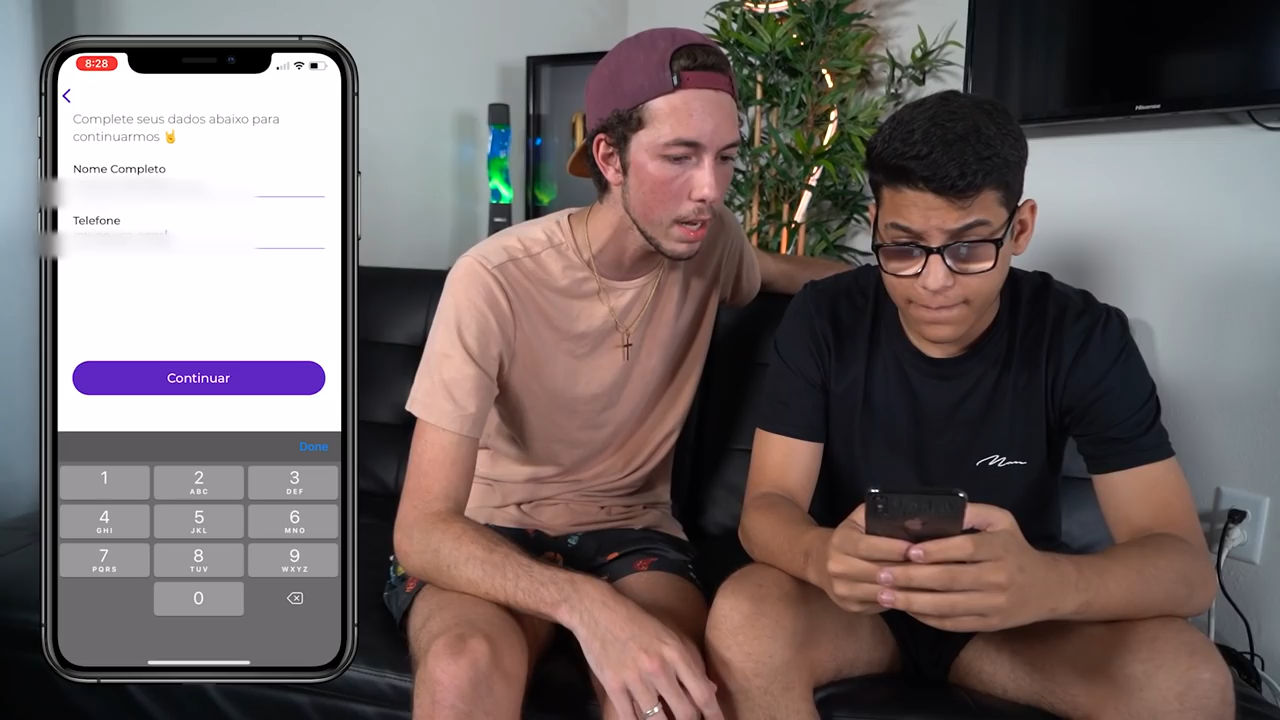 8:28
Complete seus dados abaixo para
continuarmos 🤘
Nome Completo
Telefone
Continuar
Done
1
2
ABC
3
DEF
4
GHI
5
JKL
6
MNO
7
PQRS
8
TUV
9
WXYZ
0
Hisense